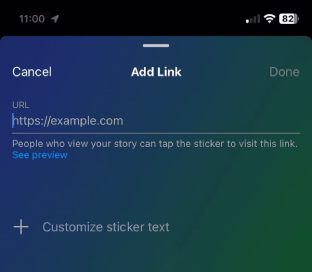 11:00
82
Cancel
Add Link
Done
URL
https://example.com
People who view your story can tap the sticker to visit this link.
See preview
Customize sticker text